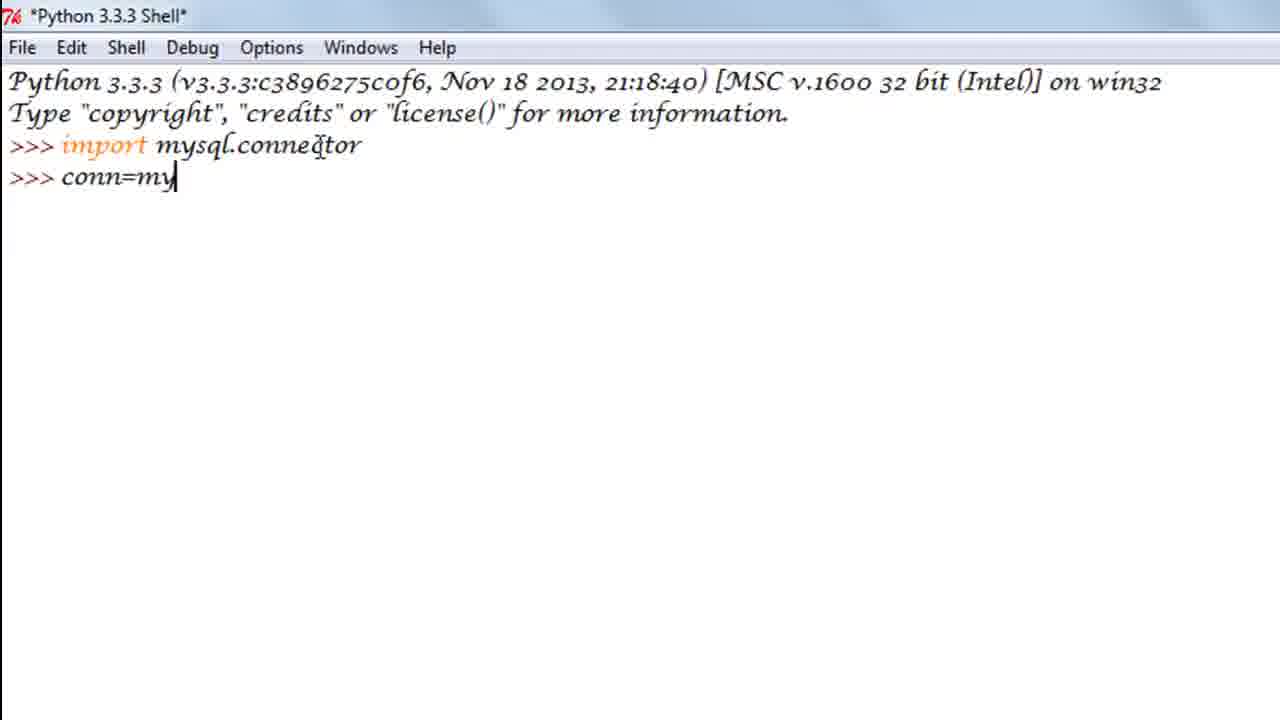 *Python 3.3.3 Shell*
File Edit Shell Debug Options Windows Help
Python 3.3.3 (v3.3.3:c3896275c0f6, Nov 18 2013, 21:18:40) [MSC v.1600 32 bit (Intel)] on win32
Type "copyright", "credits" or "license()" for more information.
>>> import mysql.connector
>>> conn=my